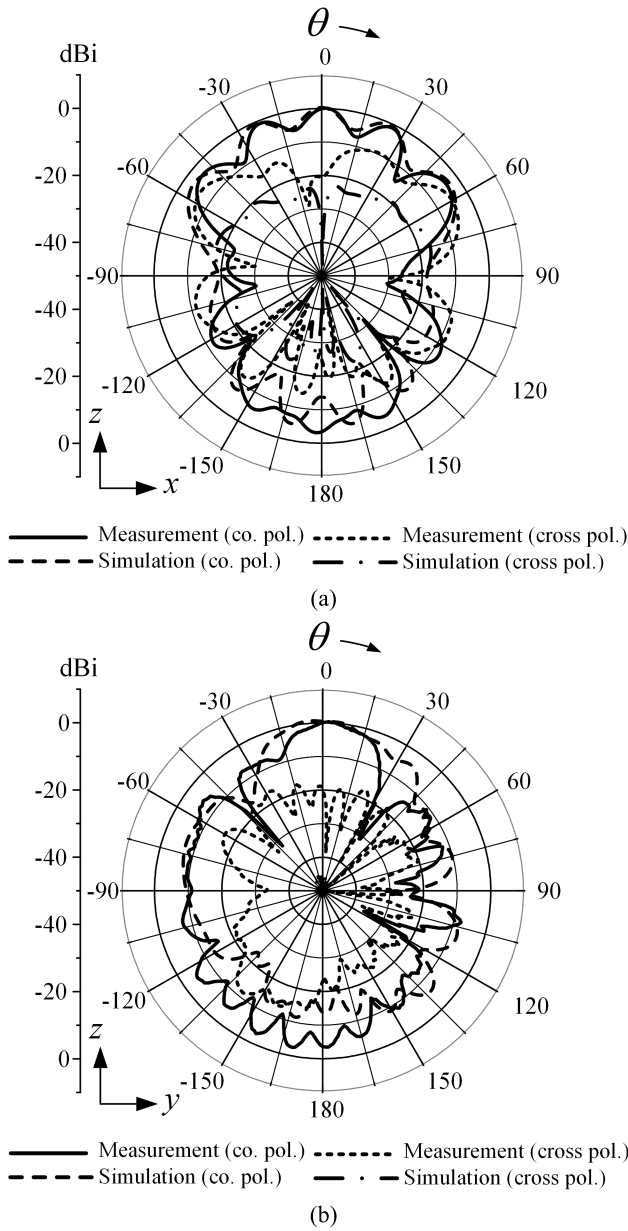 θ
dBi
0
-30
30
0
-60
60
-20
-40
-90
90
-40
-20
-120
120
z
0
-150
150
x
180
Measurement (co. pol.) Measurement (cross pol.)
Simulation (co. pol.) Simulation (cross pol.)
(a)
θ
dBi
0
-30
30
0
-60
60
-20
-40
-90
90
-40
-20
-120
120
z
0
-150
150
y
180
Measurement (co. pol.) Measurement (cross pol.)
Simulation (co. pol.) Simulation (cross pol.)
(b)